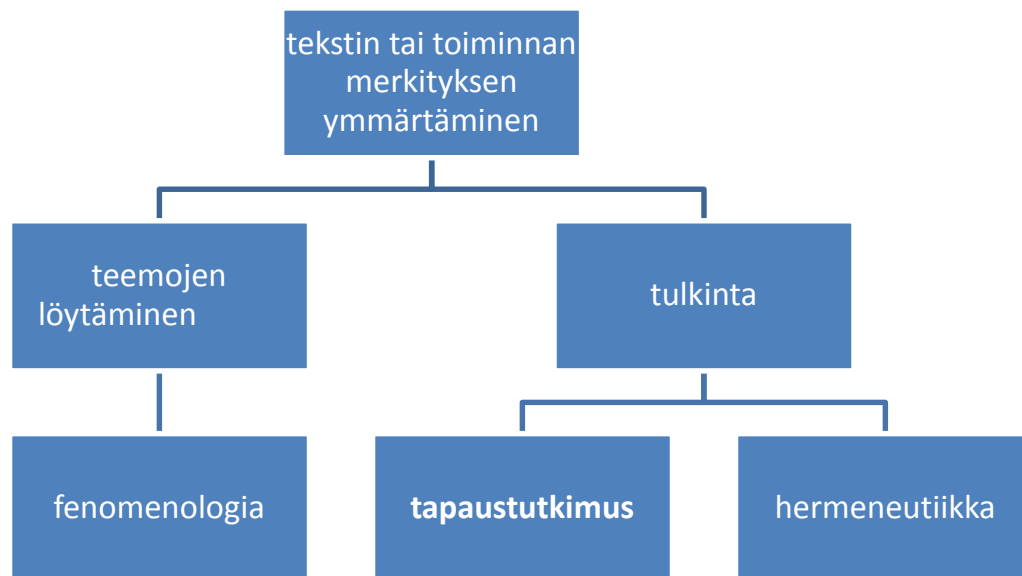 tekstin tai toiminnan
merkityksen
ymmärtäminen
teemojen
löytäminen
tulkinta
fenomenologia
tapaustutkimus
hermeneutiikka